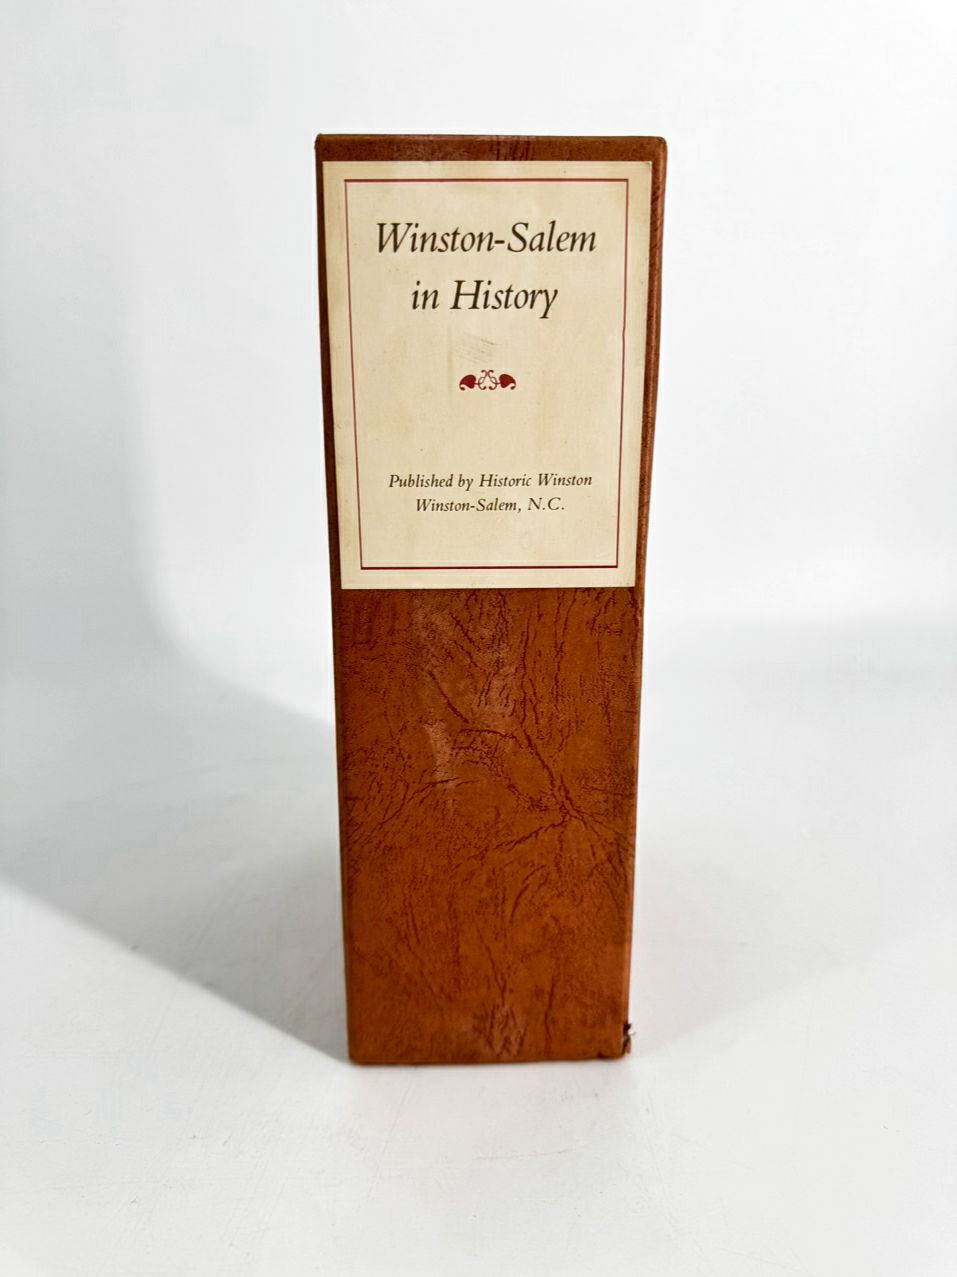 Winston-Salem
in History
Published by Historic Winston
Winston-Salem, N.C.